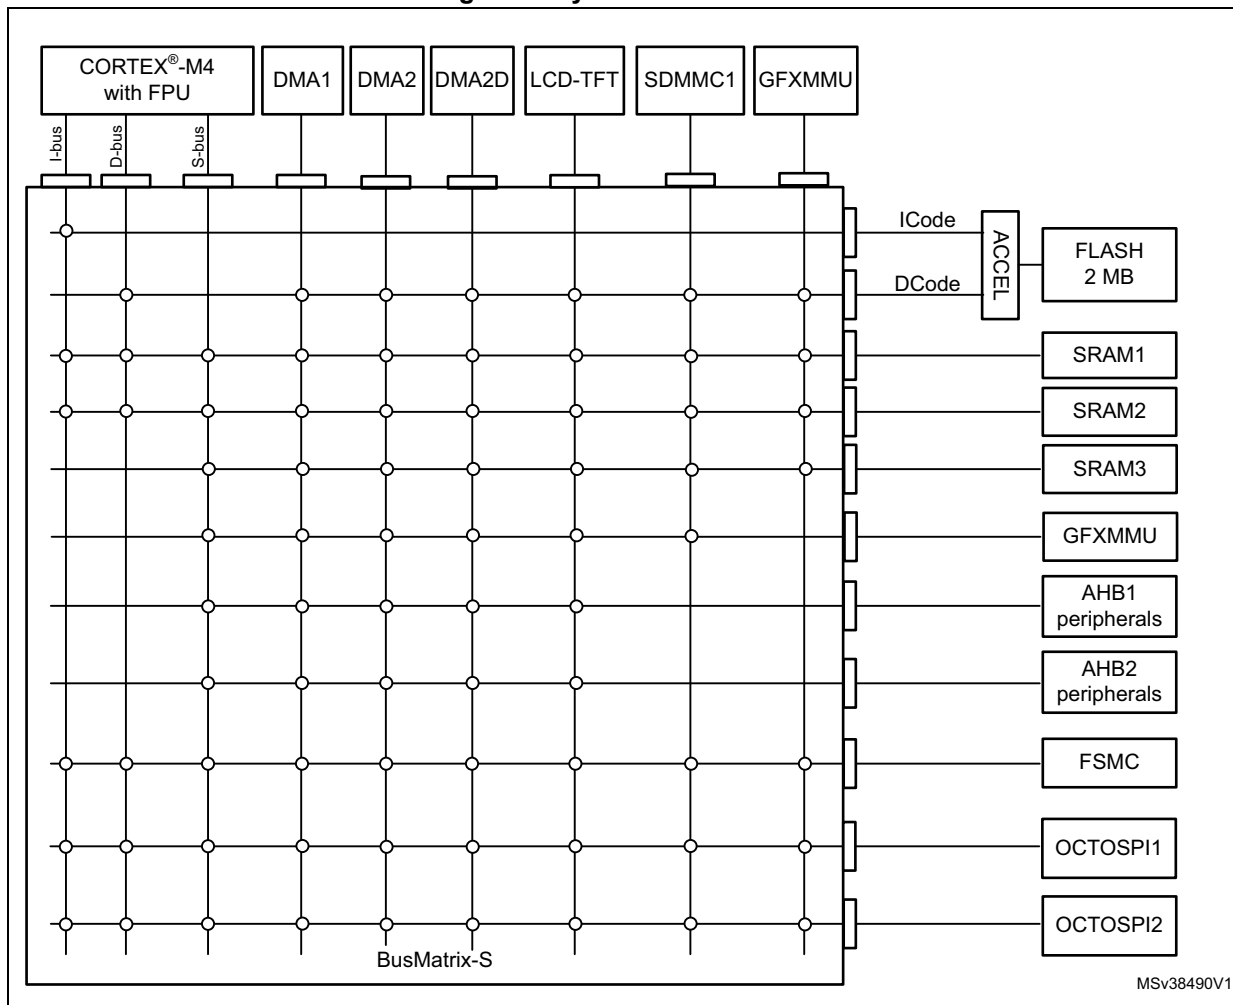 CORTEX®-M4
with FPU
DMA1
DMA2
DMA2D
LCD-TFT
SDMMC1
GFXMMU
I-bus
D-bus
S-bus
ICode
ACCEL
FLASH
2 MB
DCode
SRAM1
SRAM2
SRAM3
GFXMMU
AHB1
peripherals
AHB2
peripherals
FSMC
OCTOSPI1
OCTOSPI2
BusMatrix-S
MSv38490V1